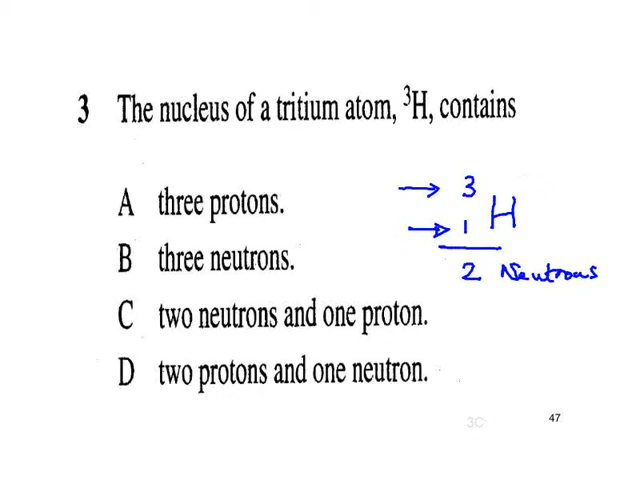 3 The nucleus of a tritium atom, ³H, contains
A three protons.
→ 3
→ 1 H
B three neutrons.
2 Neutrons
C two neutrons and one proton.
D two protons and one neutron.
3C
47